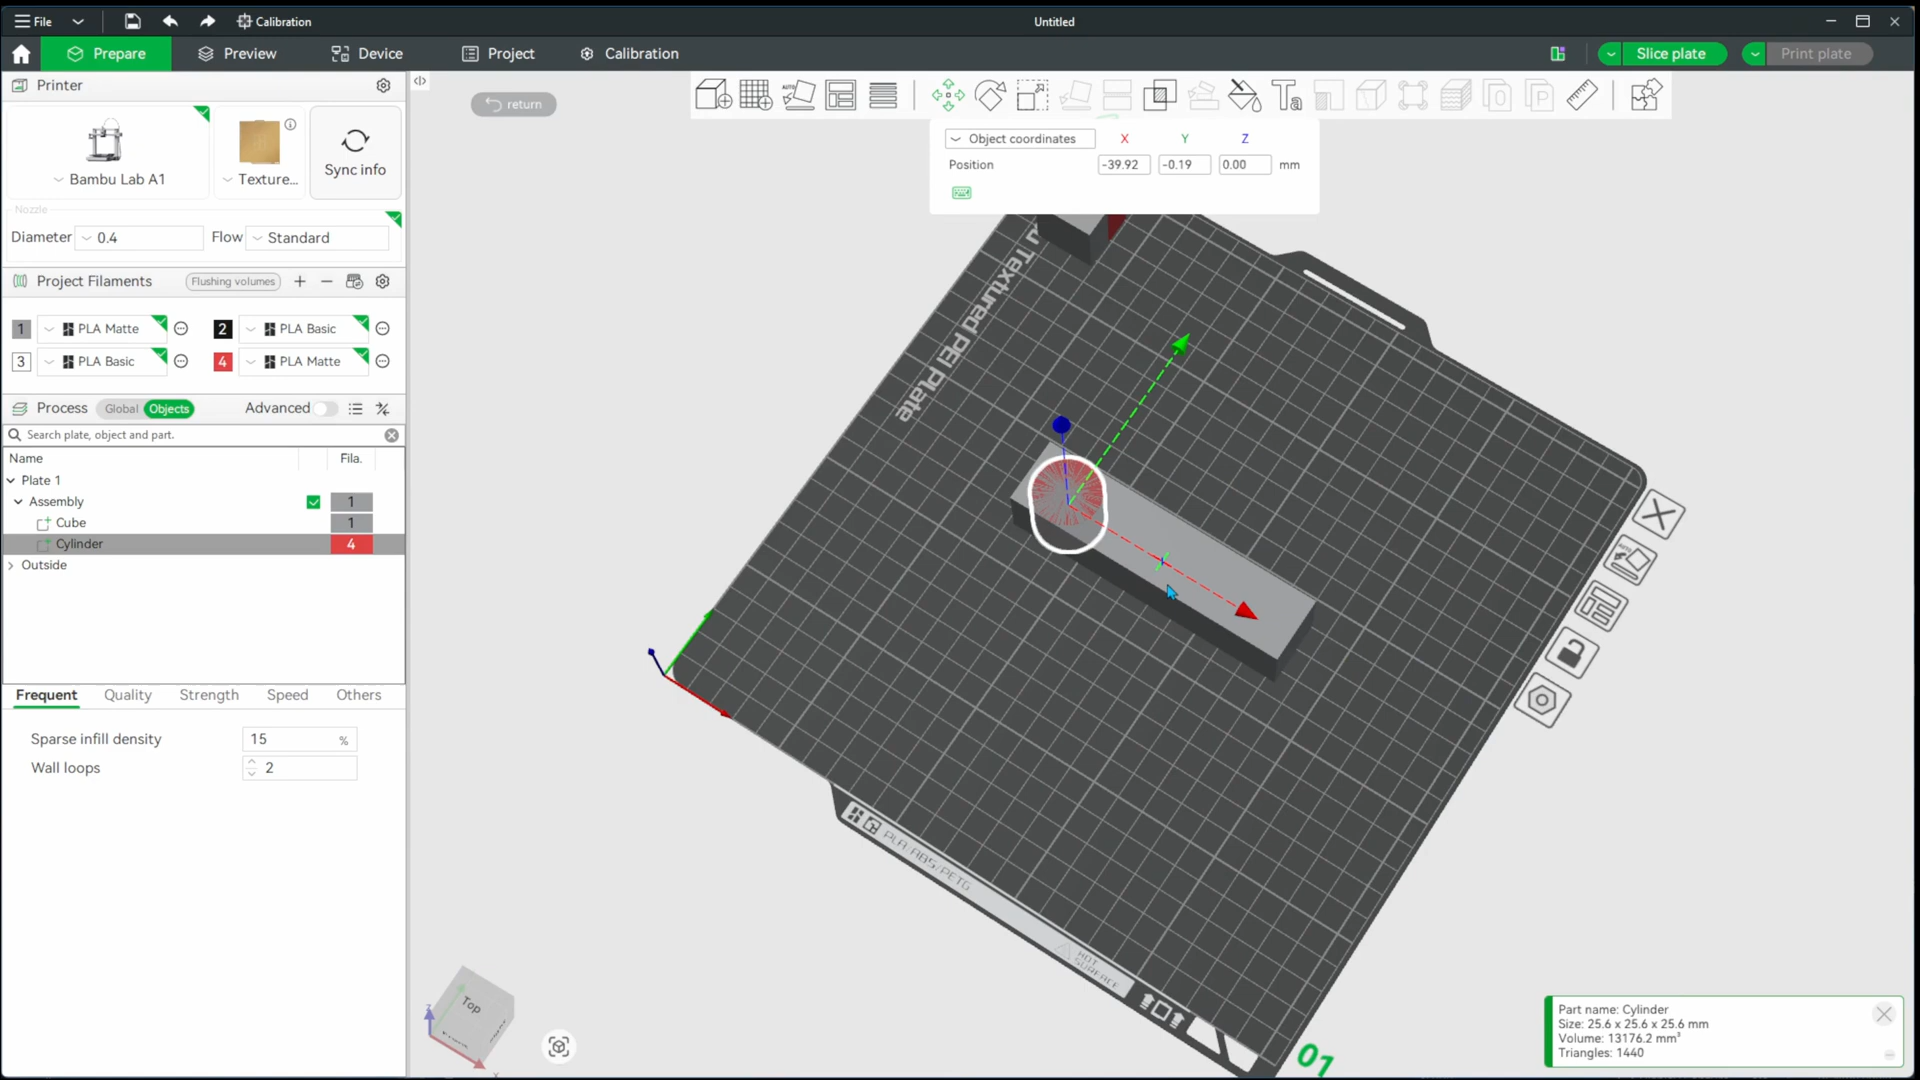 File
Calibration
Untitled
Prepare
Preview
Device
Project
Calibration
Slice plate
Print plate
Printer
return
Bambu Lab A1
Texture...
Sync info
Object coordinates X Y Z
Position -39.92 -0.19 0.00 mm
Nozzle
Diameter 0.4 Flow Standard
Project Filaments Flushing volumes
1 PLA Matte 2 PLA Basic
3 PLA Basic 4 PLA Matte
Process Global Objects Advanced
Search plate, object and part.
Name Fila.
Plate 1
Assembly 1
Cube 1
Cylinder 4
Outside
Frequent Quality Strength Speed Others
Sparse infill density 15 %
Wall loops 2
Textured PEI Plate
PLA/ABS/PETG
HOT
SURFACE
01
Top
Part name: Cylinder
Size: 25.6 x 25.6 x 25.6 mm
Volume: 13176.2 mm³
Triangles: 1440